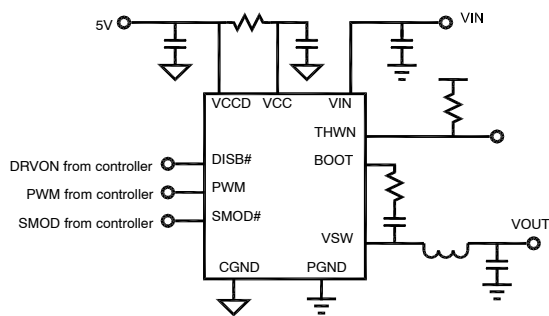 5V
VIN
VCCD VCC VIN
THWN
BOOT
DRVON from controller
DISB#
PWM from controller
PWM
SMOD from controller
SMOD#
VSW
VOUT
CGND PGND